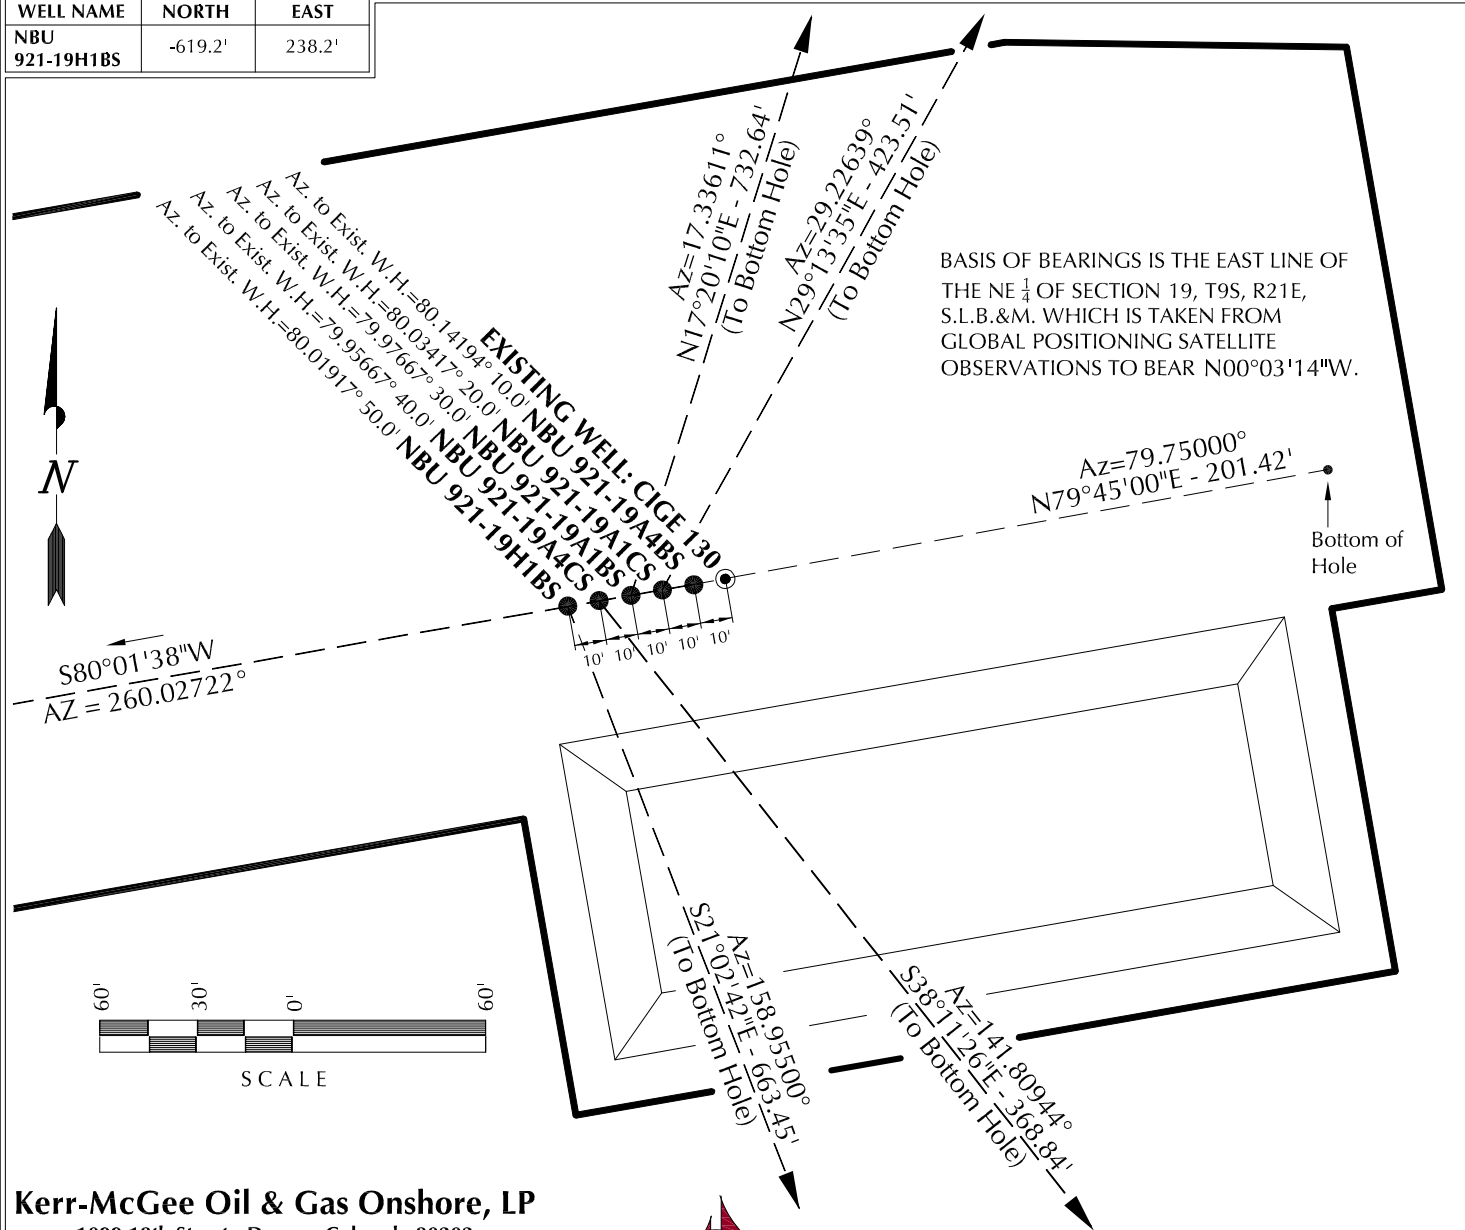 WELL NAME NORTH EAST
NBU 921-19H1BS -619.2' 238.2'
Az. to Exist. W.H.=80.14194° 10.0' NBU 921-19A4BS
Az. to Exist. W.H.=80.03417° 20.0' NBU 921-19A1CS
Az. to Exist. W.H.=79.97667° 30.0' NBU 921-19A1BS
Az. to Exist. W.H.=79.95667° 40.0' NBU 921-19A4CS
Az. to Exist. W.H.=80.01917° 50.0' NBU 921-19H1BS
EXISTING WELL: CIGE 130
Az=17.33611°
N17°20'10"E - 732.64'
(To Bottom Hole)
Az=29.22639°
N29°13'35"E - 423.51'
(To Bottom Hole)
BASIS OF BEARINGS IS THE EAST LINE OF
THE NE 1/4 OF SECTION 19, T9S, R21E,
S.L.B.&M. WHICH IS TAKEN FROM
GLOBAL POSITIONING SATELLITE
OBSERVATIONS TO BEAR N00°03'14"W.
N
Az=79.75000°
N79°45'00"E - 201.42'
Bottom of
Hole
10' 10' 10' 10' 10'
S80°01'38"W
AZ = 260.02722°
Az=158.95500°
S21°02'42"E - 663.45'
(To Bottom Hole)
Az=141.80944°
S38°11'26"E - 368.84'
(To Bottom Hole)
60' 30' 0' 60'
SCALE
Kerr-McGee Oil & Gas Onshore, LP
1099 18th Street - Denver, Colorado 80202